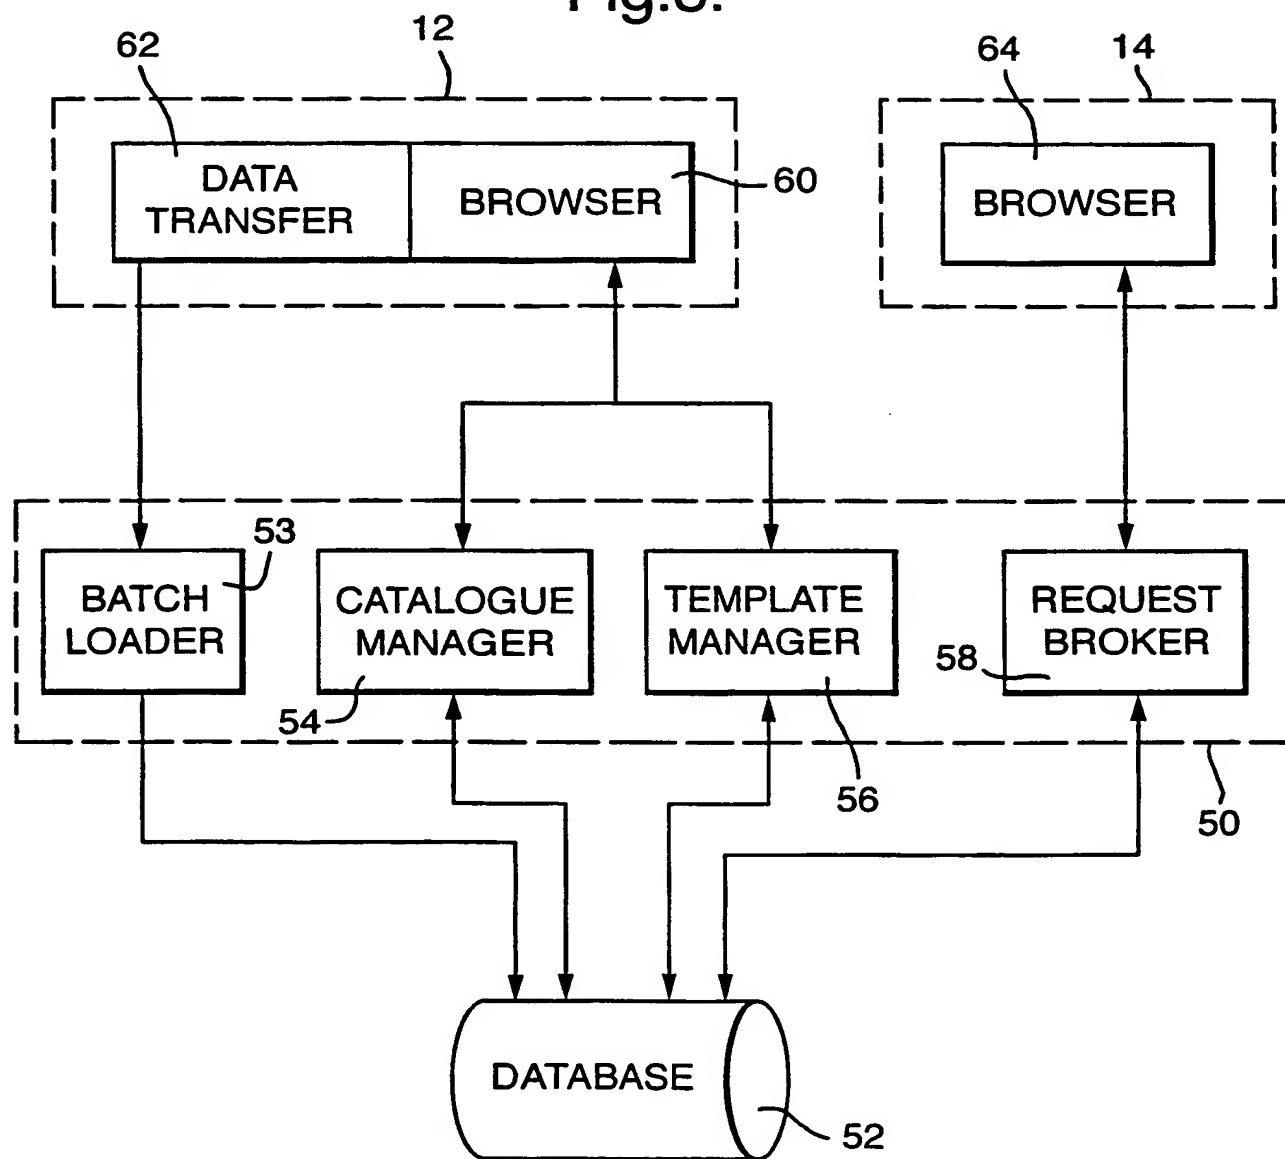 62
12
64
14
DATA
TRANSFER
BROWSER
60
BROWSER
53
BATCH
LOADER
CATALOGUE
MANAGER
TEMPLATE
MANAGER
REQUEST
BROKER
58
54
56
50
DATABASE
52